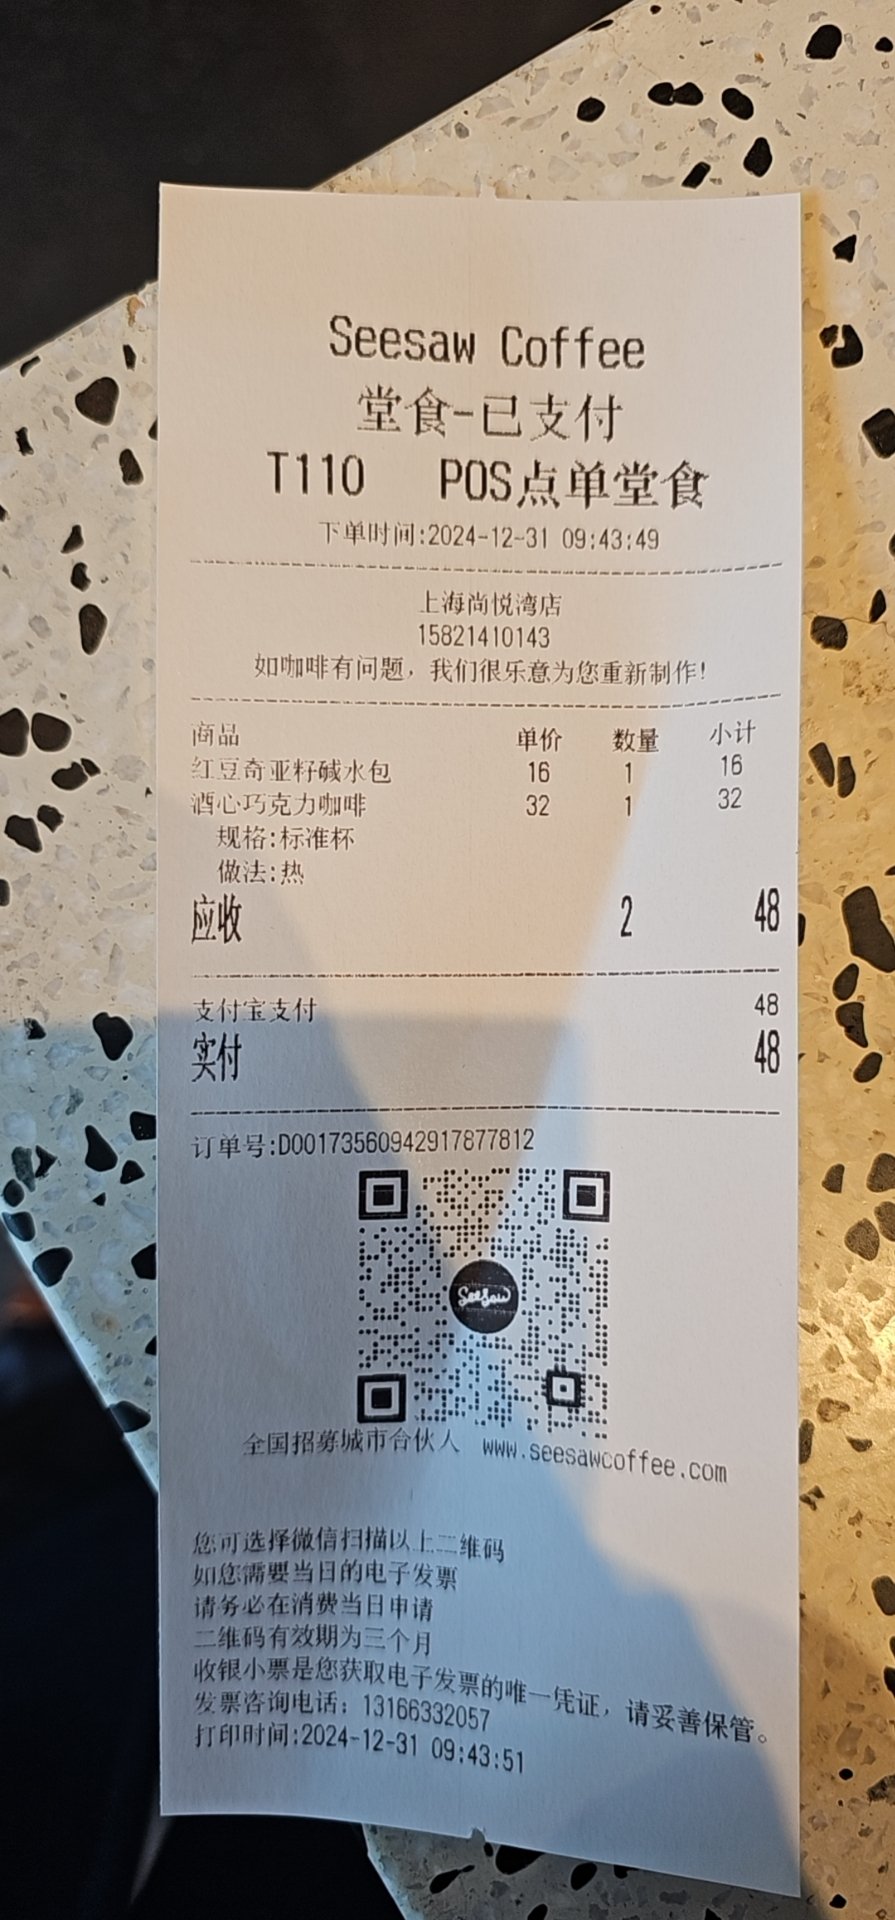 Seesaw Coffee
堂食-已支付
T110 POS点单堂食
下单时间:2024-12-31 09:43:49
上海尚悦湾店
15821410143
如咖啡有问题，我们很乐意为您重新制作!
商品 单价 数量 小计
红豆奇亚籽碱水包 16 1 16
酒心巧克力咖啡 32 1 32
规格:标准杯
做法:热
应收 2 48
支付宝支付 48
实付 48
订单号:D00173560942917877812
SeeSaw
全国招募城市合伙人 www.seesawcoffee.com
您可选择微信扫描以上二维码
如您需要当日的电子发票
请务必在消费当日申请
二维码有效期为三个月
收银小票是您获取电子发票的唯一凭证，请妥善保管。
发票咨询电话：13166332057
打印时间:2024-12-31 09:43:51